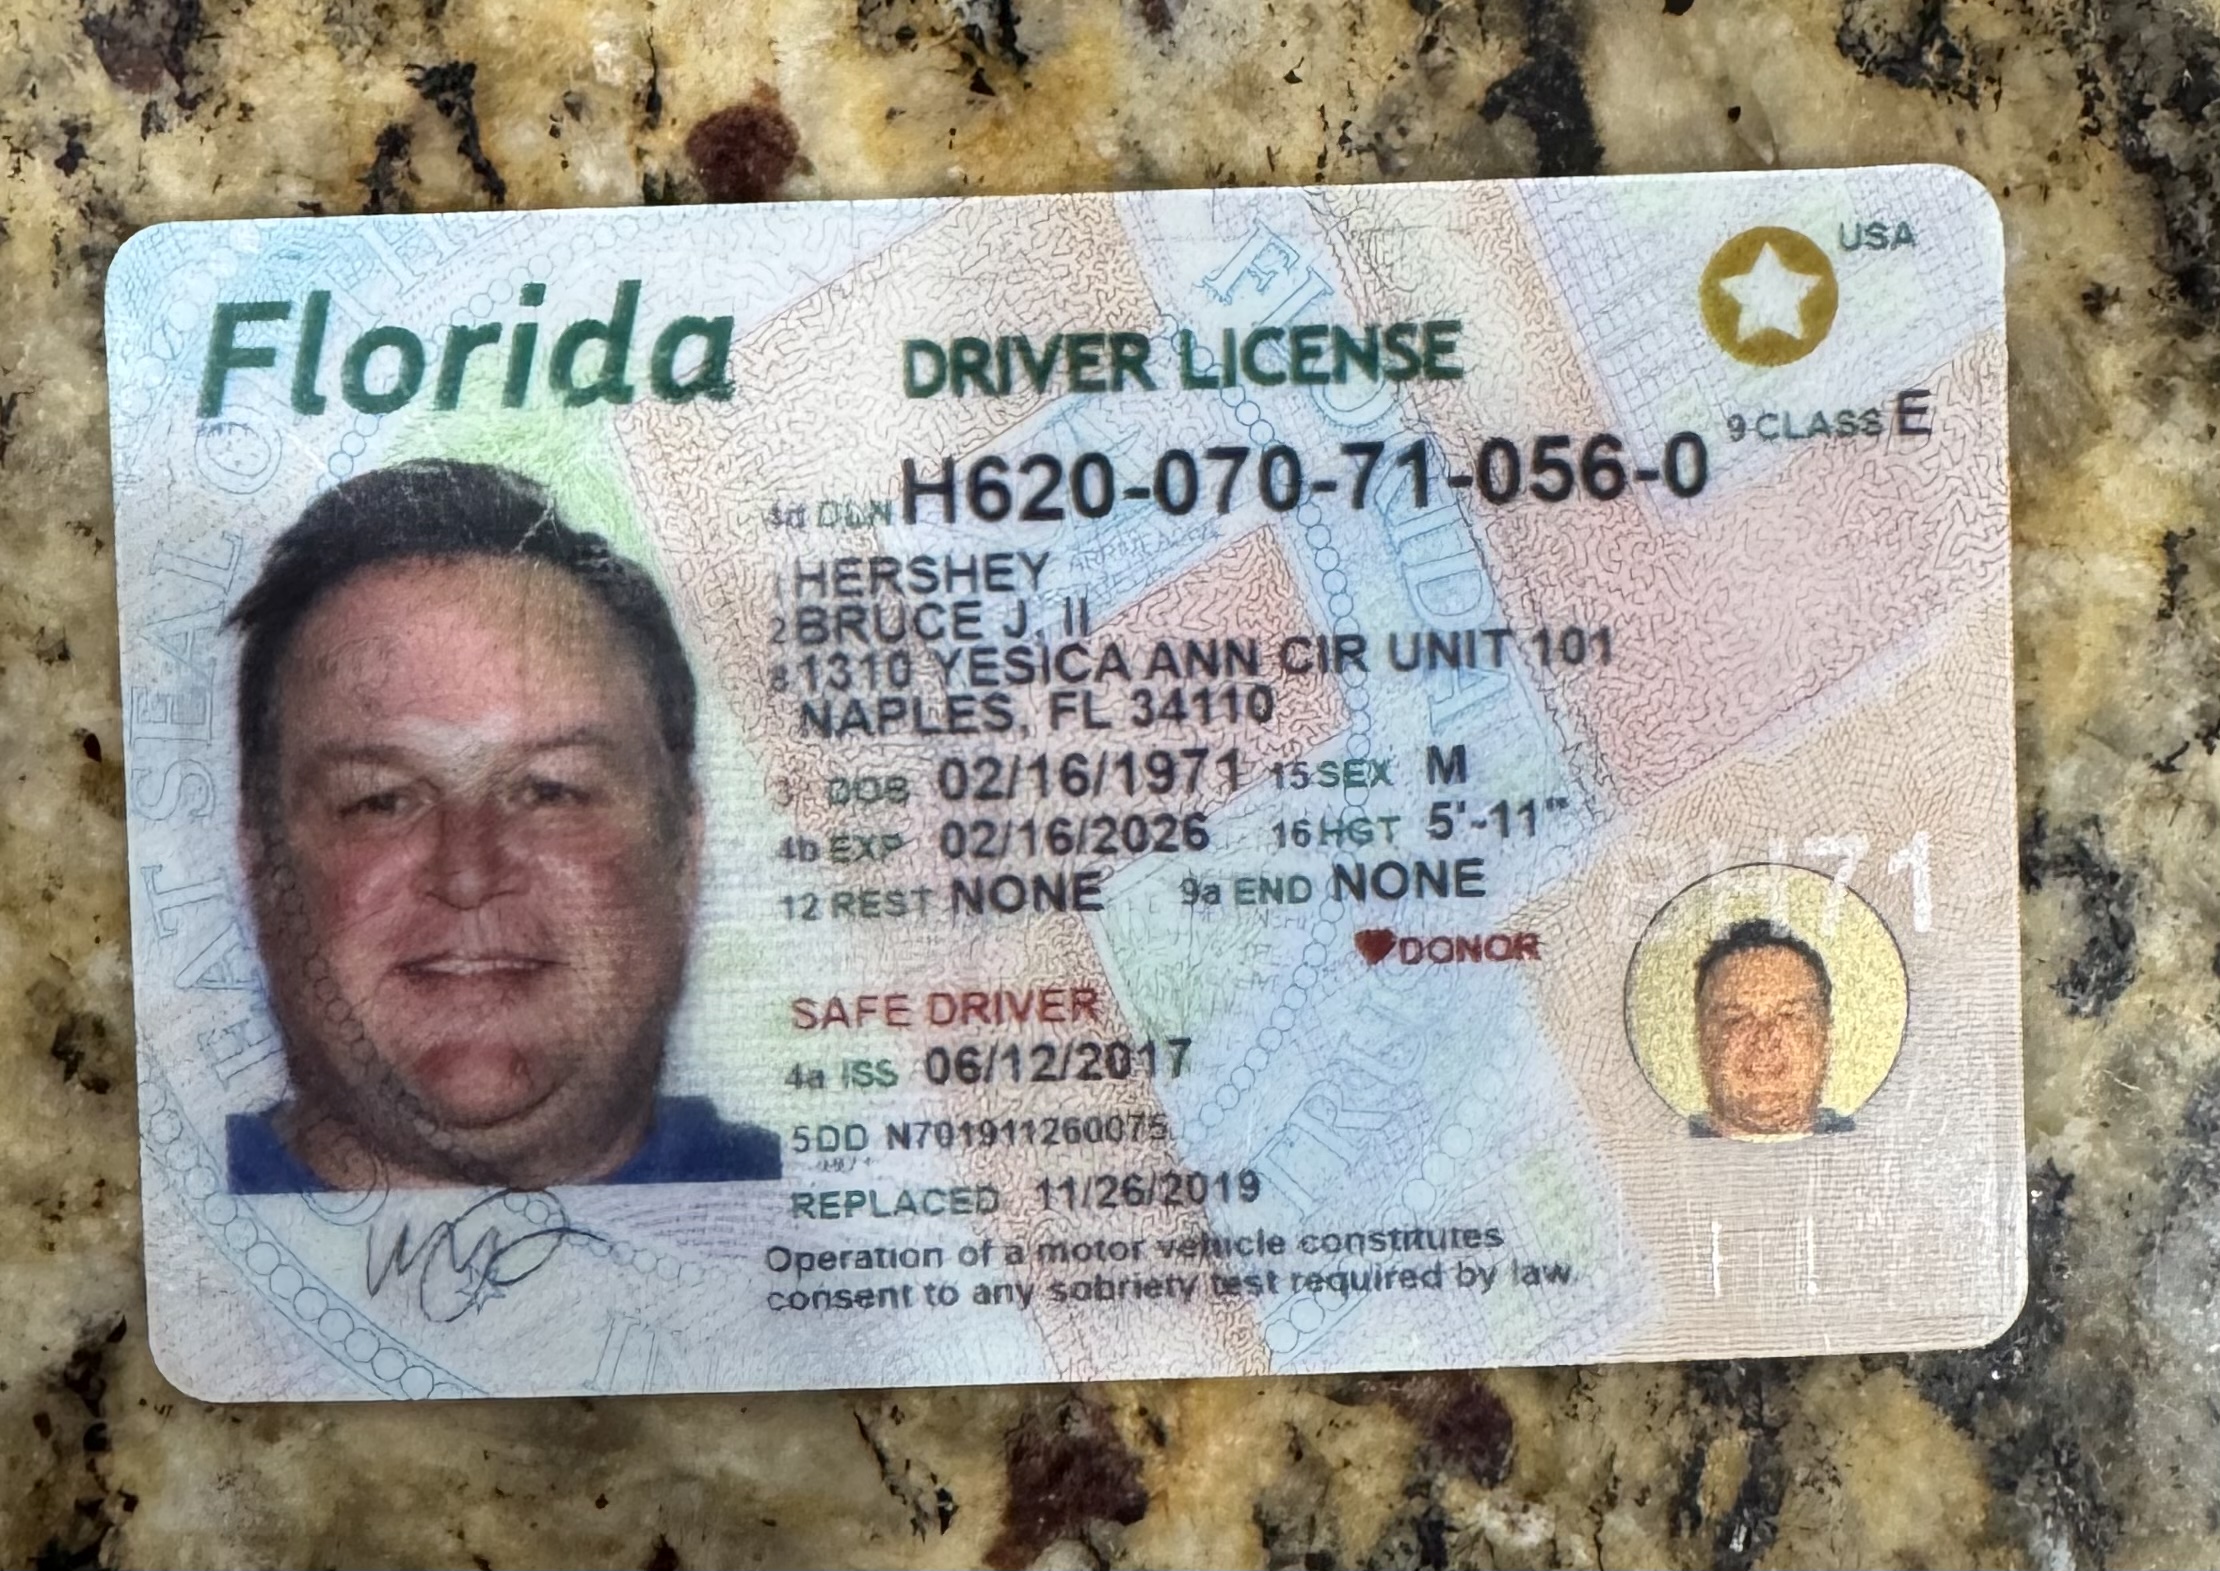 Florida
DRIVER LICENSE
USA
9 CLASS E
4d DLN H620-070-71-056-0
1 HERSHEY
2 BRUCE J. II
8 1310 YESICA ANN CIR UNIT 101
NAPLES, FL 34110
3 DOB 02/16/1971 15 SEX M
4b EXP 02/16/2026 16 HGT 5'-11"
12 REST NONE 9a END NONE
DONOR
SAFE DRIVER
4a ISS 06/12/2017
5DD N701911260075
REPLACED 11/26/2019
Operation of a motor vehicle constitutes
consent to any sobriety test required by law.